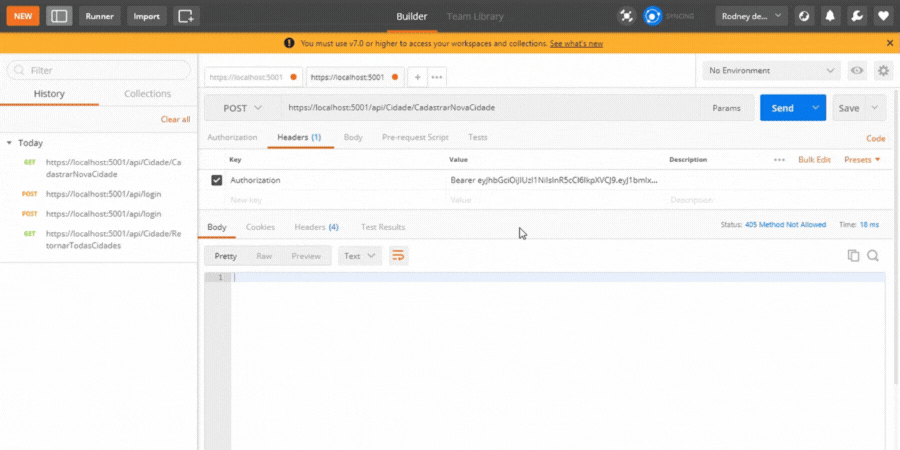 NEW
Runner
Import
Builder
Team Library
SYNCING
Rodney de...
You must use v7.0 or higher to access your workspaces and collections. See what's new
Filter
https://localhost:5001
https://localhost:5001
No Environment
History
Collections
Clear all
Today
GET https://localhost:5001/api/Cidade/Ca
dastrarNovaCidade
POST https://localhost:5001/api/login
POST https://localhost:5001/api/login
GET https://localhost:5001/api/Cidade/Re
tornarTodasCidades
POST
https://localhost:5001/api/Cidade/CadastrarNovaCidade
Params
Send
Save
Authorization
Headers (1)
Body
Pre-request Script
Tests
Code
Key
Value
Description
Bulk Edit
Presets
Authorization
Bearer
New key
Value
Description
Body
Cookies
Headers (4)
Test Results
Status: 405 Method Not Allowed
Time: 18 ms
Pretty
Raw
Preview
Text
1